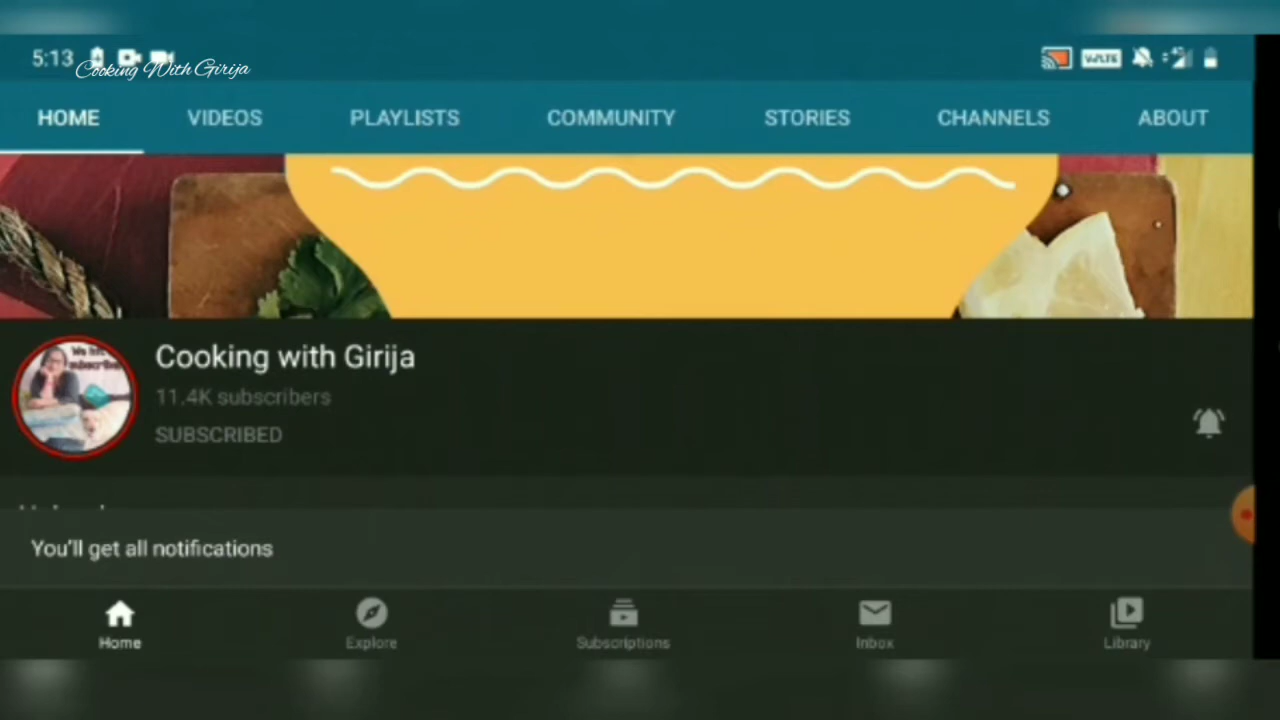 5:13
Cooking With Girija
VoLTE
HOME VIDEOS PLAYLISTS COMMUNITY STORIES CHANNELS ABOUT
Cooking with Girija
11.4K subscribers
SUBSCRIBED
You'll get all notifications
Home Explore Subscriptions Inbox Library